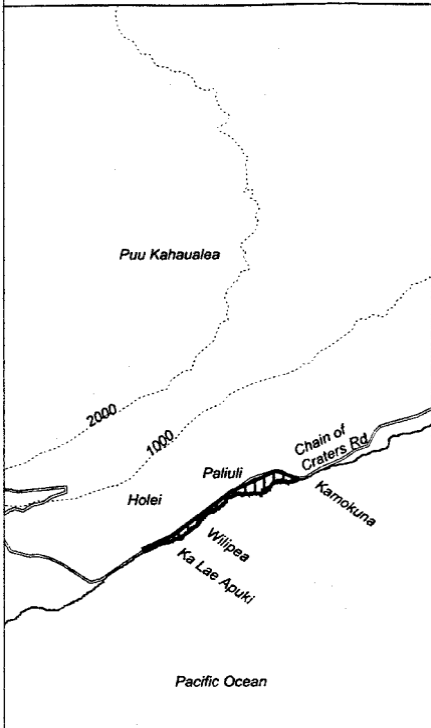 Puu Kahaualea
2000
1000
Chain of
Craters Rd
Paliuli
Holei
Kamokuna
Wilipea
Ka Lae Apuki
Pacific Ocean